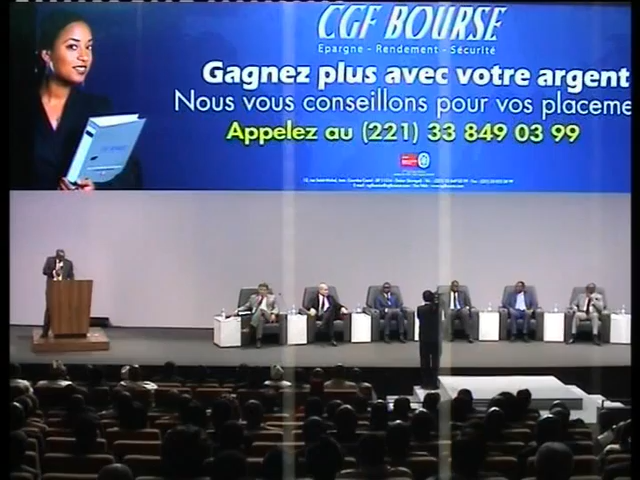 CGF BOURSE
Epargne - Rendement - Sécurité
Gagnez plus avec votre argent
Nous vous conseillons pour vos placeme
Appelez au (221) 33 849 03 99